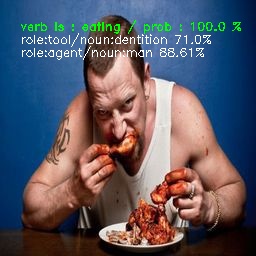 verb is : eating / prob : 100.0 %
role:tool/noun:dentition 71.0%
role:agent/noun:man 88.61%